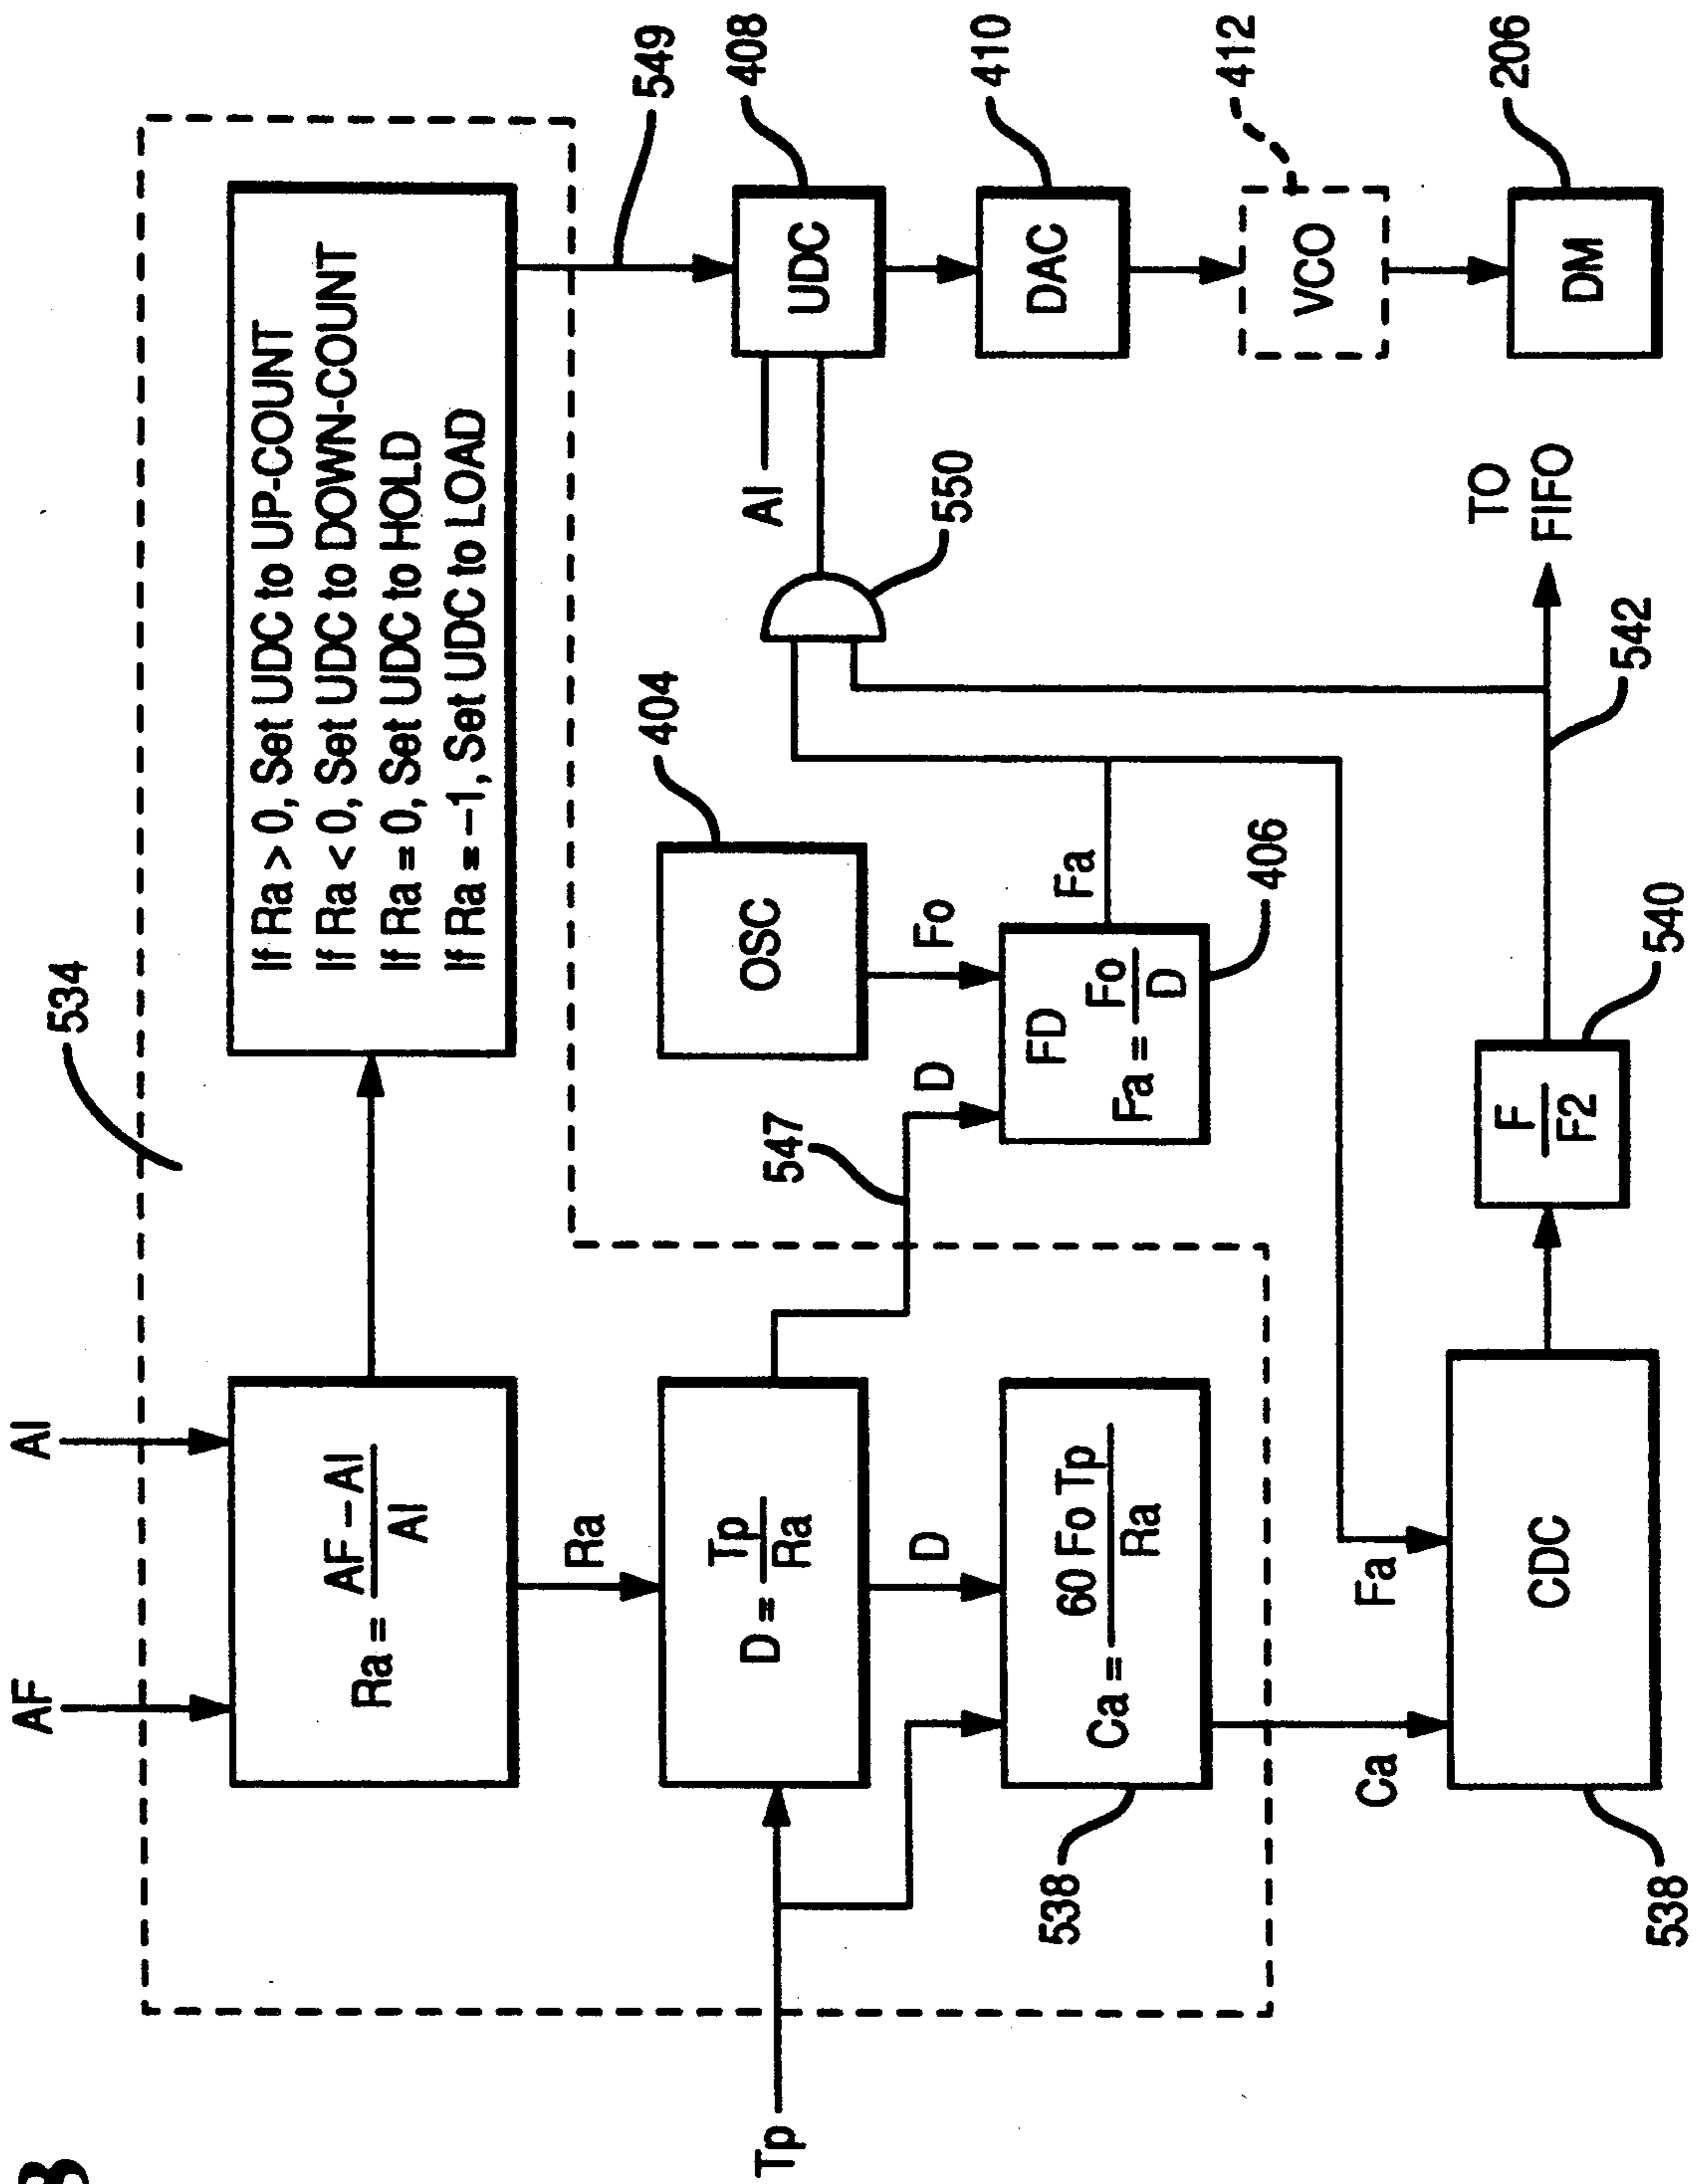 534
AF
AI
Ra = AF – AI / AI
If Ra > 0, Set UDC to UP-COUNT
If Ra < 0, Set UDC to DOWN-COUNT
If Ra = 0, Set UDC to HOLD
If Ra = –1, Set UDC to LOAD
549
Ra
Tp
D = Tp / Ra
547
D
OSC
404
Fo
D
FD
Fa = Fo / D
406
Fa
AI
550
UDC
408
DAC
410
VCO
412
DM
206
Ca = 60 Fo Tp / Ra
538
Ca
Fa
CDC
538
F / F2
540
542
TO
FIFO